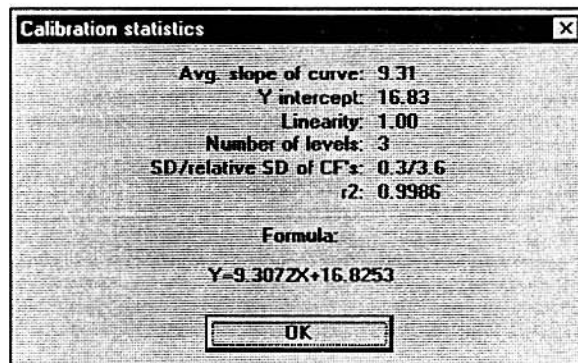 Calibration statistics
Avg. slope of curve: 9.31
Y intercept: 16.83
Linearity: 1.00
Number of levels: 3
SD/relative SD of CF's: 0.3/3.6
r2: 0.9986
Formula:
Y=9.3072X+16.8253
OK